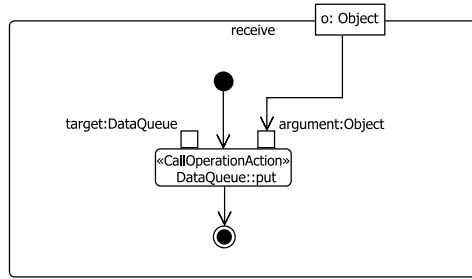 o: Object
receive
target:DataQueue
argument:Object
«CallOperationAction»
DataQueue::put